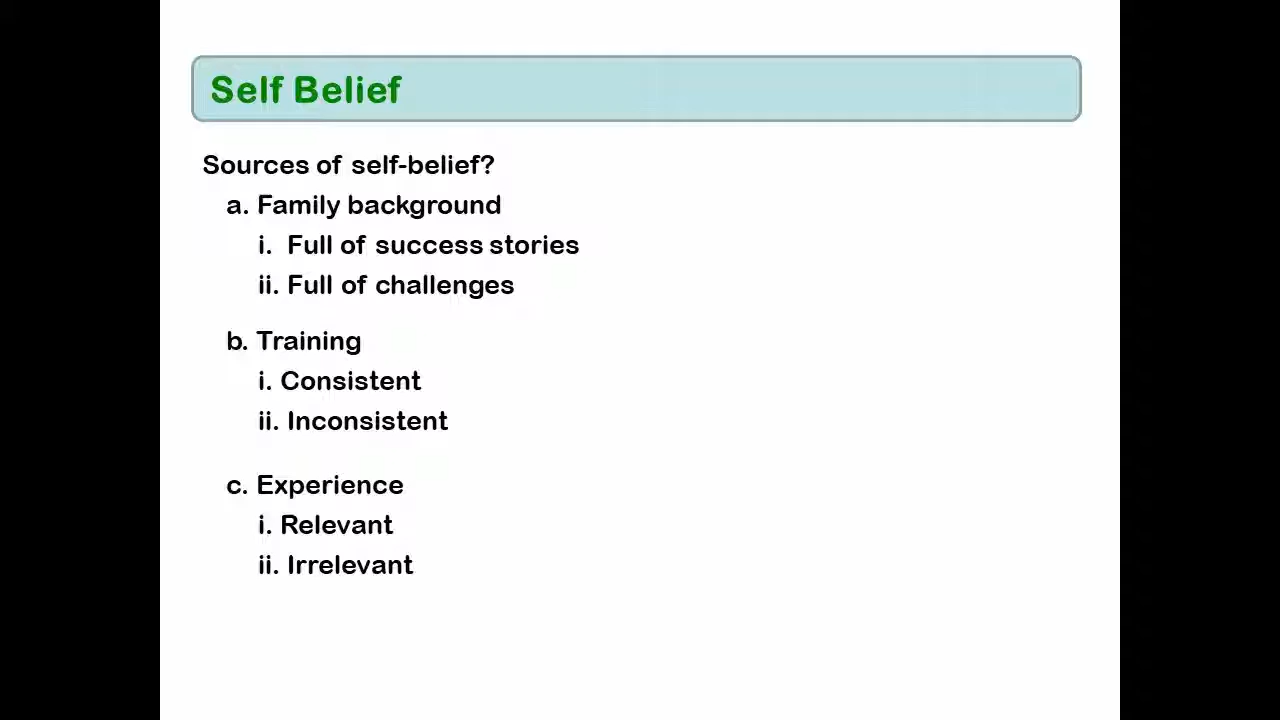 Self Belief
Sources of self-belief?
a. Family background
i. Full of success stories
ii. Full of challenges
b. Training
i. Consistent
ii. Inconsistent
c. Experience
i. Relevant
ii. Irrelevant